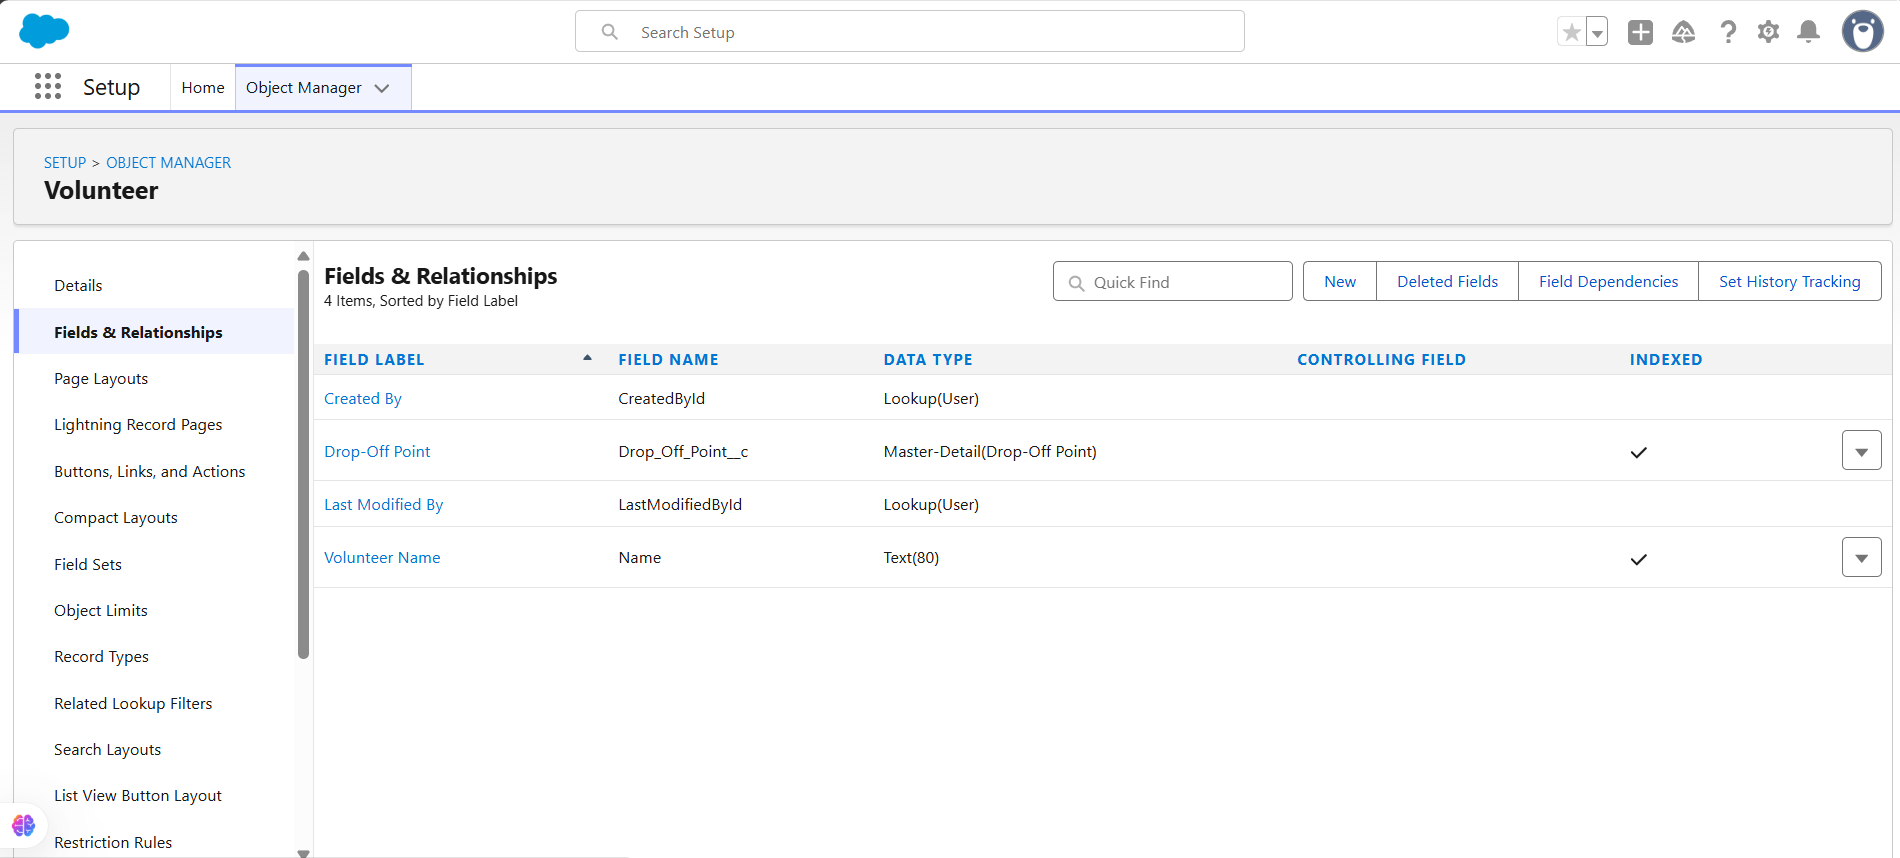 Search Setup
Setup
Home
Object Manager
SETUP > OBJECT MANAGER
Volunteer
Details
Fields & Relationships
Page Layouts
Lightning Record Pages
Buttons, Links, and Actions
Compact Layouts
Field Sets
Object Limits
Record Types
Related Lookup Filters
Search Layouts
List View Button Layout
Restriction Rules
Fields & Relationships
4 Items, Sorted by Field Label
Quick Find
New
Deleted Fields
Field Dependencies
Set History Tracking
FIELD LABEL FIELD NAME DATA TYPE CONTROLLING FIELD INDEXED
Created By CreatedById Lookup(User)
Drop-Off Point Drop_Off_Point__c Master-Detail(Drop-Off Point)
Last Modified By LastModifiedById Lookup(User)
Volunteer Name Name Text(80)